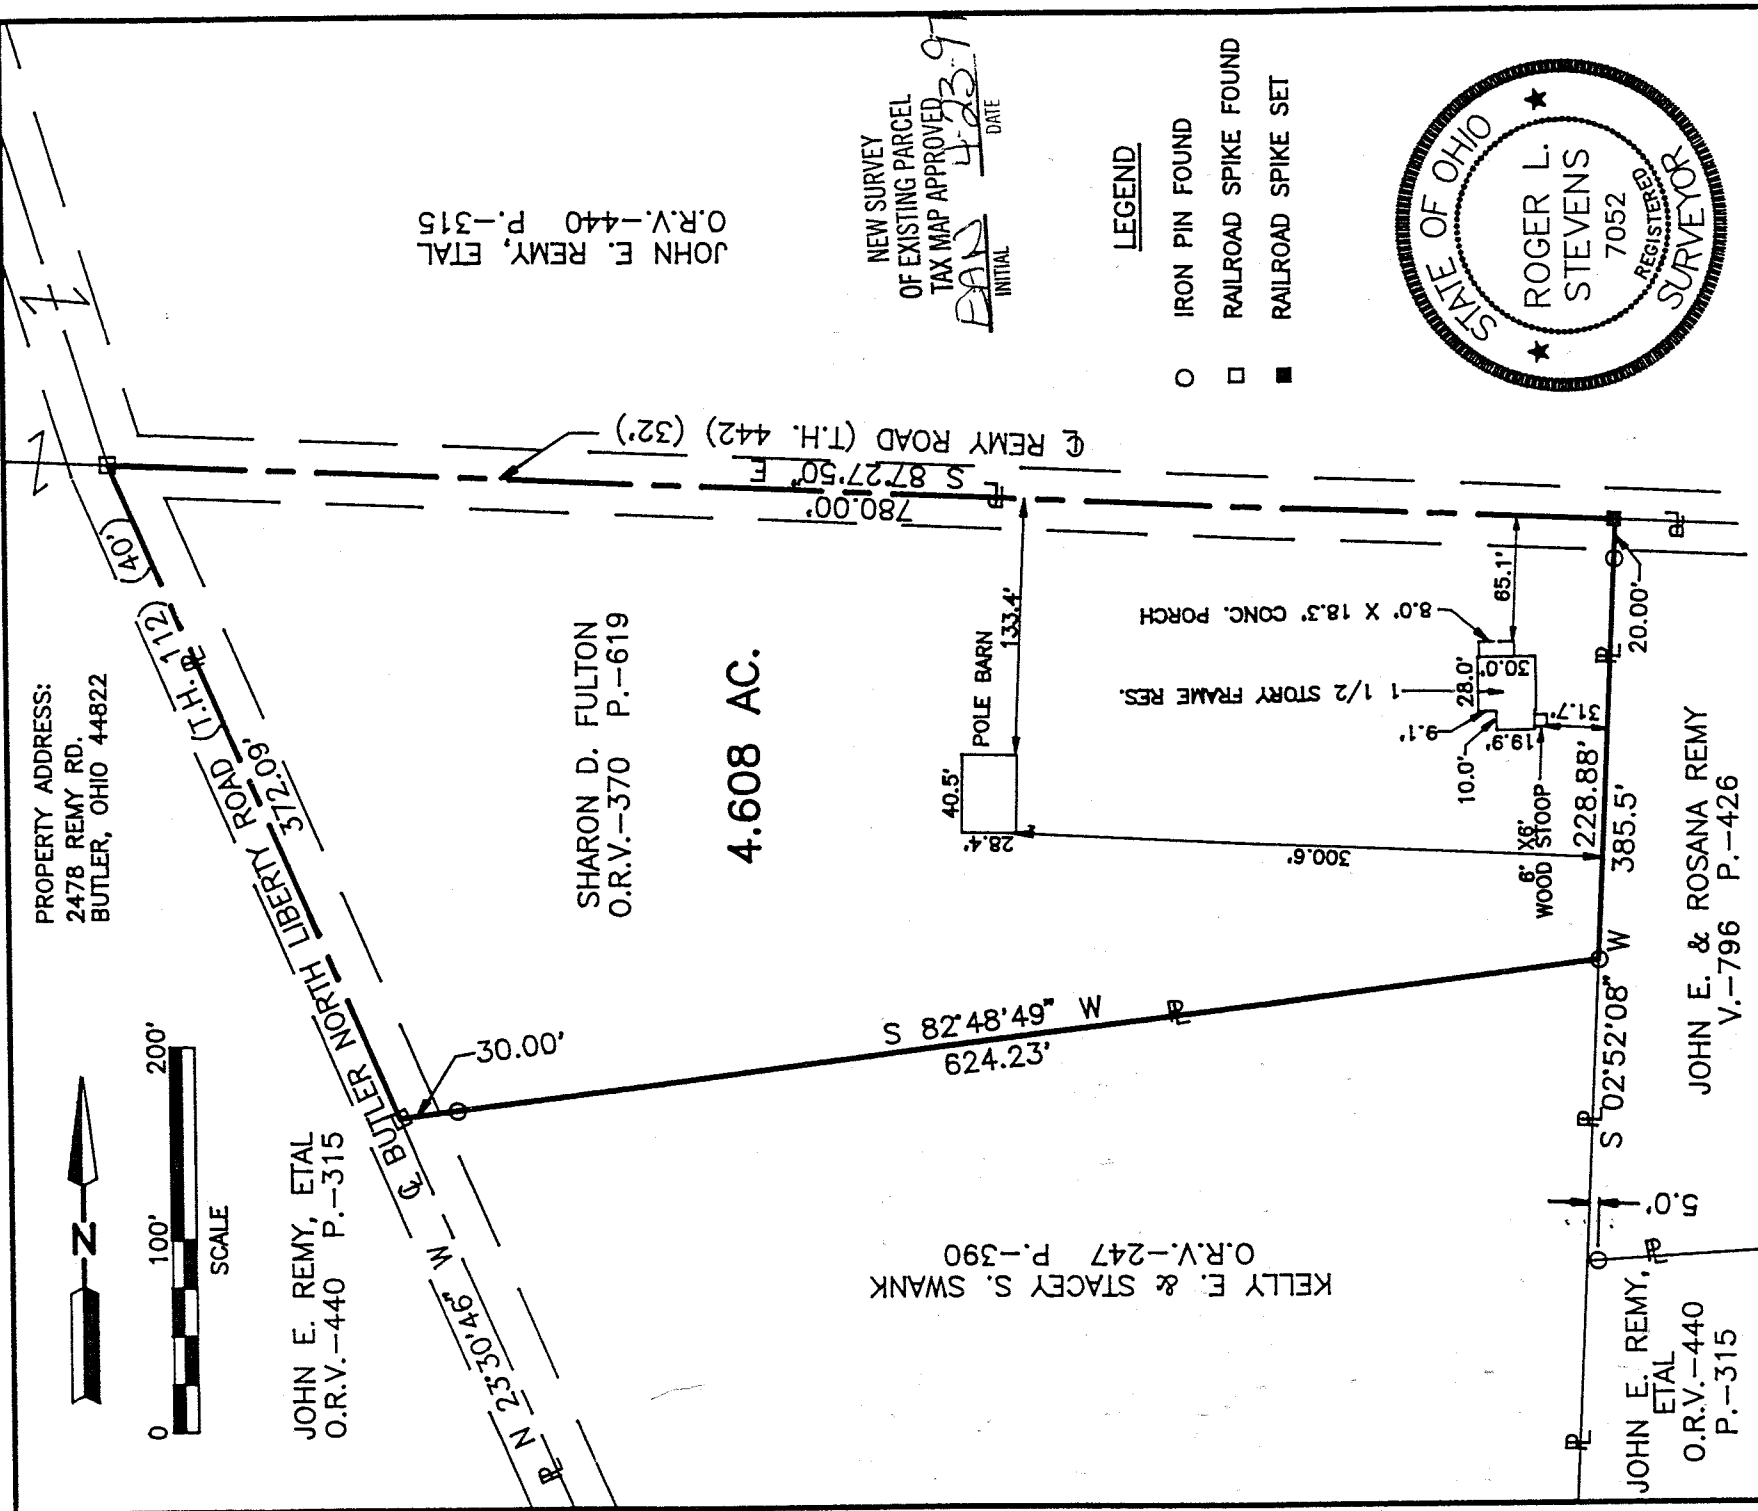 PROPERTY ADDRESS:
2478 REMY RD.
BUTLER, OHIO 44822
0 100' 200'
SCALE
N
JOHN E. REMY, ETAL
O.R.V.-440 P.-315
N 23°30'46" W
℄ BUTLER NORTH LIBERTY ROAD (T.H. 112) (40')
372.09'
30.00'
S 82°48'49" W
624.23'
SHARON D. FULTON
O.R.V.-370 P.-619
4.608 AC.
JOHN E. REMY, ETAL
O.R.V.-440 P.-315
℄ REMY ROAD (T.H. 442) (32')
S 87°27'50" E
780.00'
POLE BARN
40.5'
28.4'
133.4'
300.6'
8.0' X 18.3' CONC. PORCH
1 1/2 STORY FRAME RES.
65.1'
28.0'
30.0'
9.1'
10.0'
19.9'
31.7'
6' X6'
WOOD STOOP
20.00'
228.88'
385.5'
S 02°52'08" W
5.0'
JOHN E. & ROSANA REMY
V.-796 P.-426
KELLY E. & STACEY S. SWANK
O.R.V.-247 P.-390
JOHN E. REMY,
ETAL
O.R.V.-440
P.-315
NEW SURVEY
OF EXISTING PARCEL
TAX MAP APPROVED
4-23-9
INITIAL DATE
LEGEND
IRON PIN FOUND
RAILROAD SPIKE FOUND
RAILROAD SPIKE SET
STATE OF OHIO
ROGER L.
STEVENS
7052
REGISTERED
SURVEYOR